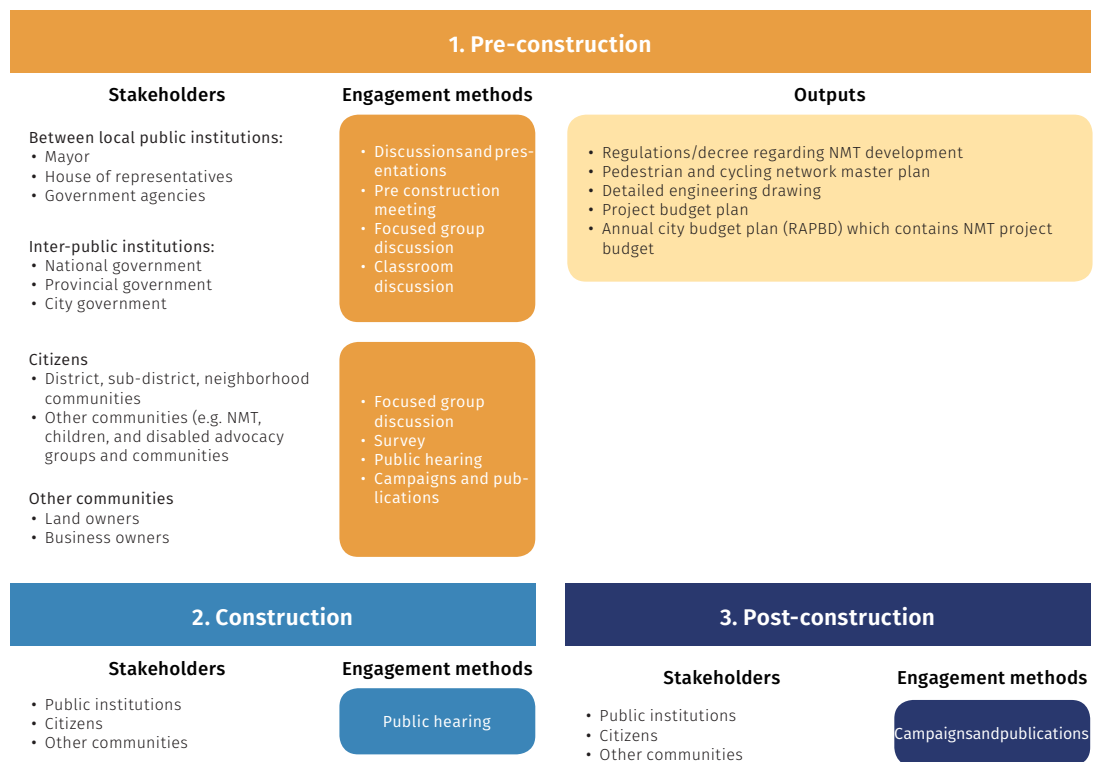 1. Pre-construction
Stakeholders
Engagement methods
Outputs
Between local public institutions:
• Mayor
• House of representatives
• Government agencies
Inter-public institutions:
• National government
• Provincial government
• City government
• Discussionsandpres-
entations
• Pre construction
meeting
• Focused group
discussion
• Classroom
discussion
• Regulations/decree regarding NMT development
• Pedestrian and cycling network master plan
• Detailed engineering drawing
• Project budget plan
• Annual city budget plan (RAPBD) which contains NMT project
budget
Citizens
• District, sub-district, neighborhood
communities
• Other communities (e.g. NMT,
children, and disabled advocacy
groups and communities
Other communities
• Land owners
• Business owners
• Focused group
discussion
• Survey
• Public hearing
• Campaigns and pub-
lications
2. Construction
Stakeholders
Engagement methods
• Public institutions
• Citizens
• Other communities
Public hearing
3. Post-construction
Stakeholders
Engagement methods
• Public institutions
• Citizens
• Other communities
Campaignsandpublications